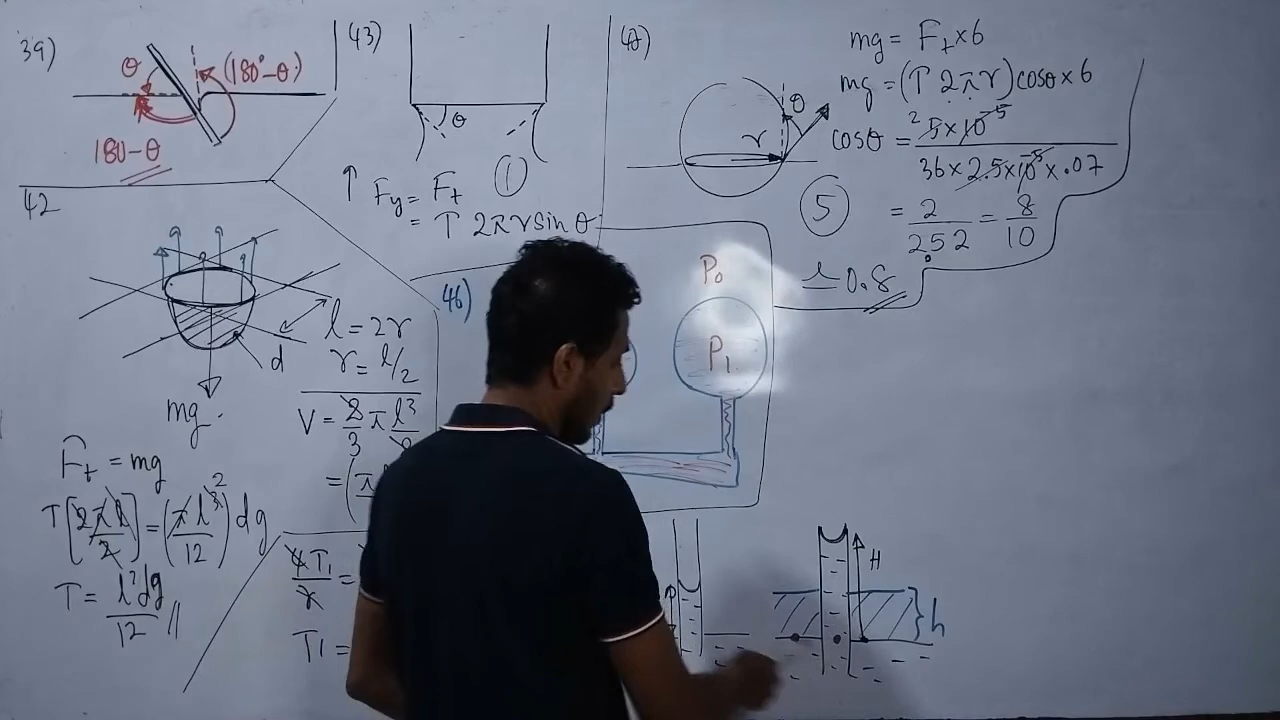 39)
θ
(180°-θ)
180-θ
43)
θ
↑ Fy = Ft ①
= T 2πr sin θ
r
θ
mg = Ft×6
mg = (T 2πr) cosθ×6
cosθ = 2 5×10⁻⁵
36×2.5×10⁻⁵×.07
⑤
= 2/252 = 8/10
≃ 0.8
42
l = 2r
r = l/2
d
mg
V = 2/3 π l³
Ft = mg
T[2πl/2] = (πl³/12) dg
2
T = l²dg/12 //
46)
P₀
P₁
4T₁
T1 =
H
h